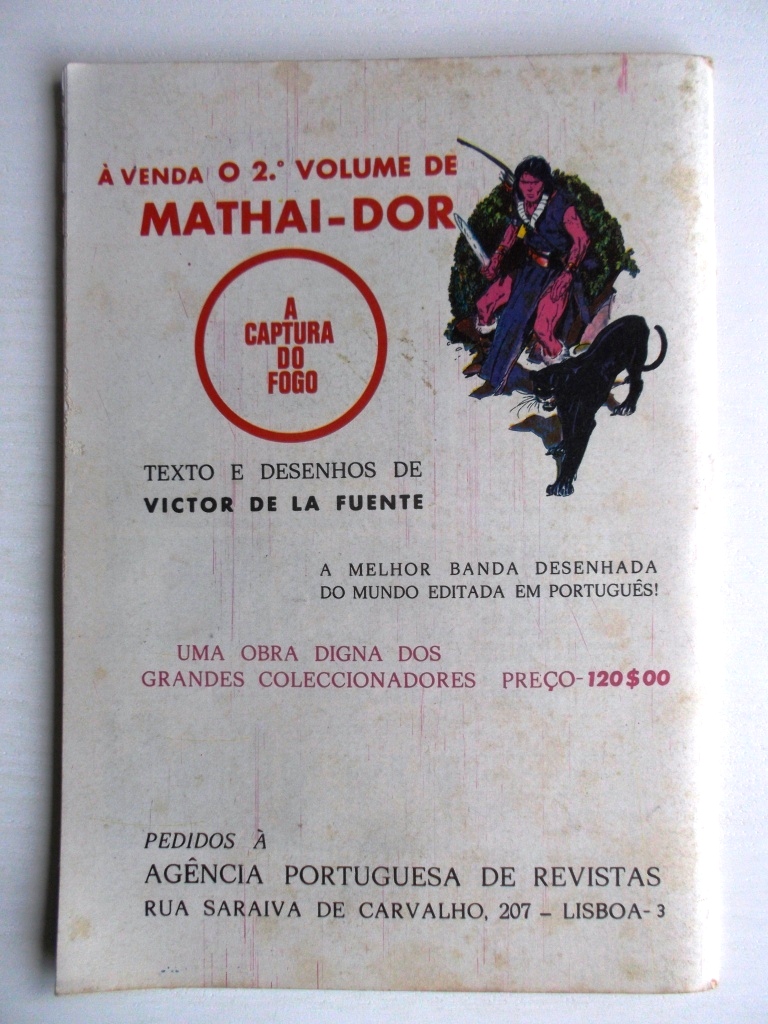 À VENDA O 2.º VOLUME DE
MATHAI-DOR
A
CAPTURA
DO
FOGO
TEXTO E DESENHOS DE
VICTOR DE LA FUENTE
A MELHOR BANDA DESENHADA
DO MUNDO EDITADA EM PORTUGUÊS!
UMA OBRA DIGNA DOS
GRANDES COLECCIONADORES PREÇO-120$00
PEDIDOS À
AGÊNCIA PORTUGUESA DE REVISTAS
RUA SARAIVA DE CARVALHO, 207 – LISBOA-3